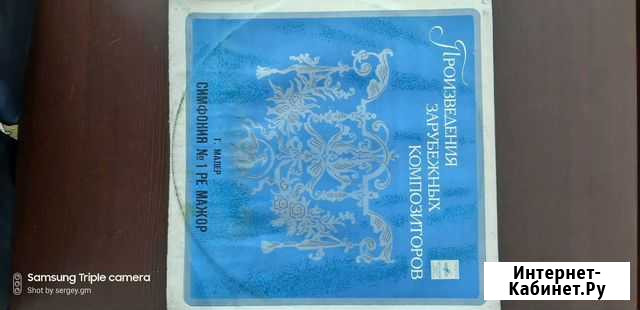 ПРОИЗВЕДЕНИЯ
ЗАРУБЕЖНЫХ
КОМПОЗИТОРОВ
Г. МАЛЕР
СИМФОНИЯ № 1 РЕ МАЖОР
Samsung Triple camera
Shot by sergey.gm
Интернет-
Кабинет.Ру